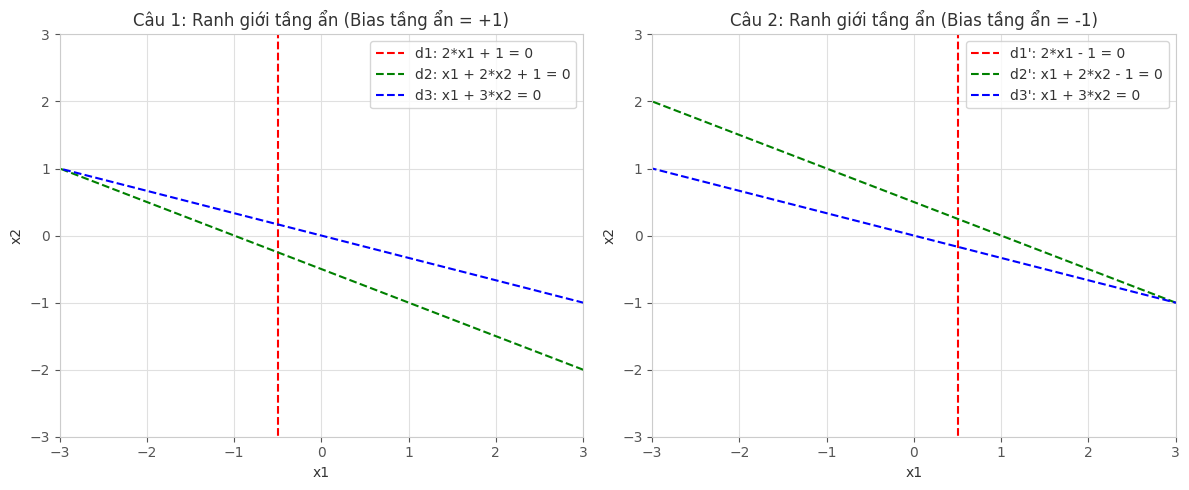 Câu 1: Ranh giới tầng ẩn (Bias tầng ẩn = +1)
d1: 2*x1 + 1 = 0
d2: x1 + 2*x2 + 1 = 0
d3: x1 + 3*x2 = 0
3
2
1
0
−1
−2
−3
x2
−3
−2
−1
0
1
2
3
x1
Câu 2: Ranh giới tầng ẩn (Bias tầng ẩn = -1)
d1': 2*x1 - 1 = 0
d2': x1 + 2*x2 - 1 = 0
d3': x1 + 3*x2 = 0
3
2
1
0
−1
−2
−3
x2
−3
−2
−1
0
1
2
3
x1